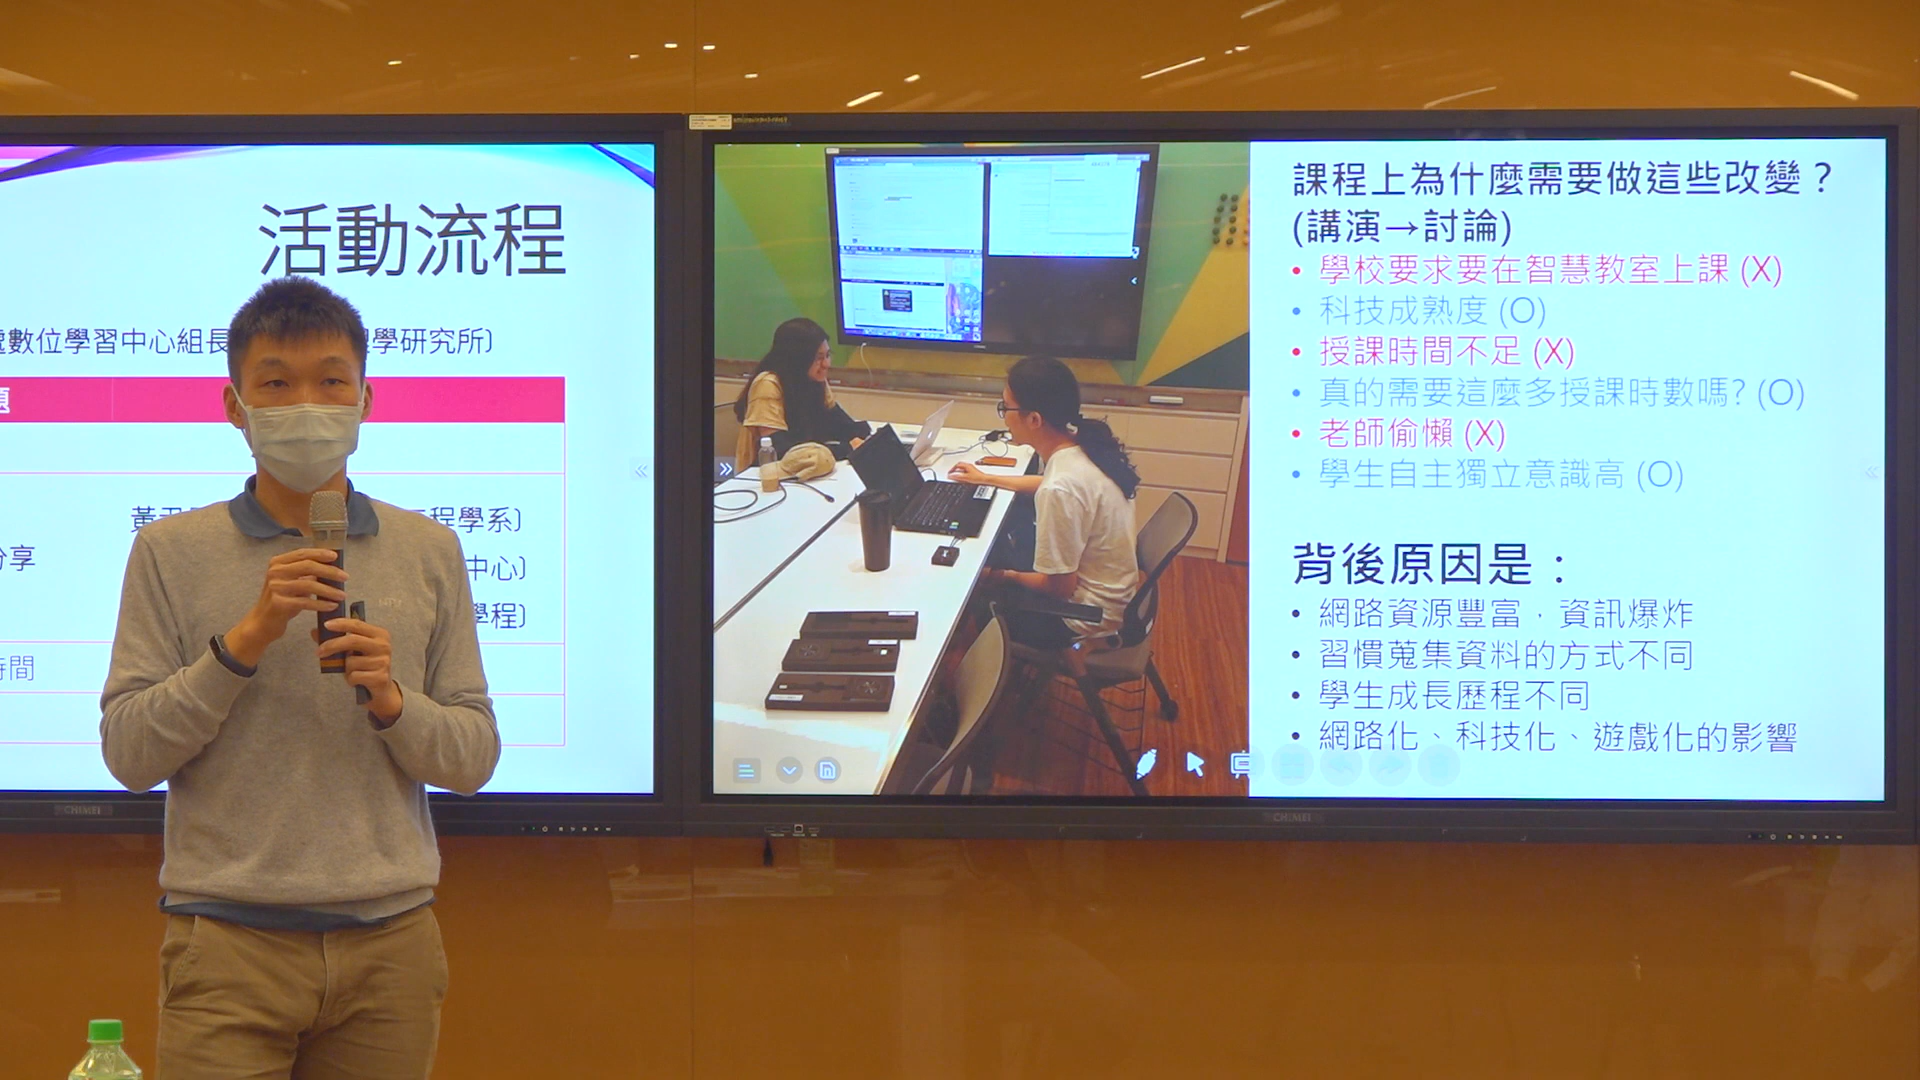 活動流程
數位學習中心組長
學研究所)
分享
工程學系)
中心)
學程)
時間
CHIMEI
課程上為什麼需要做這些改變？
(講演→討論)
• 學校要求要在智慧教室上課 (X)
• 科技成熟度 (O)
• 授課時間不足 (X)
• 真的需要這麼多授課時數嗎? (O)
• 老師偷懶 (X)
• 學生自主獨立意識高 (O)
背後原因是：
• 網路資源豐富，資訊爆炸
• 習慣蒐集資料的方式不同
• 學生成長歷程不同
• 網路化、科技化、遊戲化的影響
CHIMEI